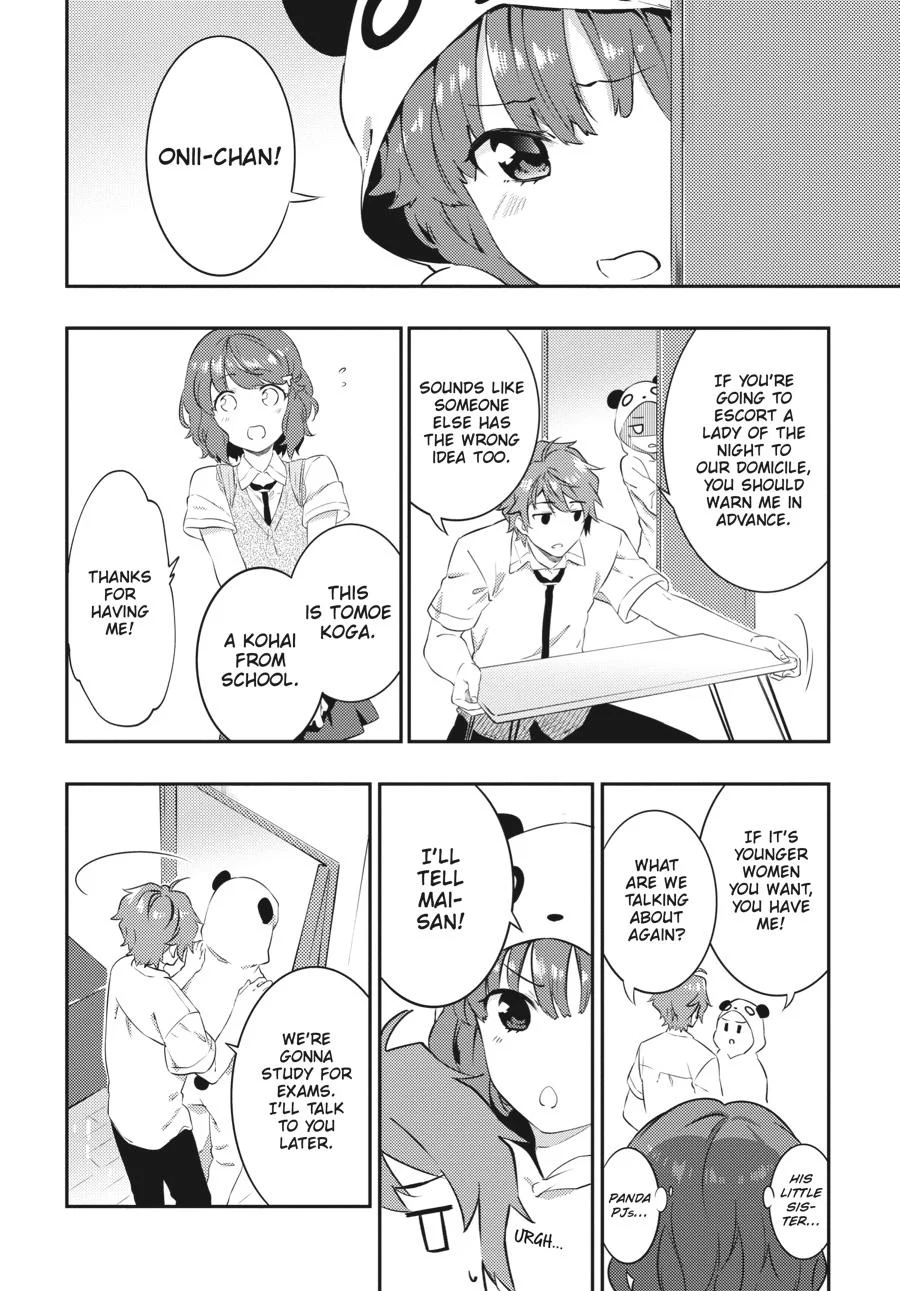 ONII-CHAN!
IF YOU'RE
GOING TO
ESCORT A
LADY OF THE
NIGHT TO
OUR DOMICILE,
YOU SHOULD
WARN ME IN
ADVANCE.
SOUNDS LIKE
SOMEONE
ELSE HAS
THE WRONG
IDEA TOO.
THIS
IS TOMOE
KOGA.
A KOHAI
FROM
SCHOOL.
THANKS
FOR
HAVING
ME!
IF IT'S
YOUNGER
WOMEN
YOU WANT,
YOU HAVE
ME!
WHAT
ARE WE
TALKING
ABOUT
AGAIN?
HIS
LITTLE
SIS-
TER...
PANDA
PJs...
I'LL
TELL
MAI-
SAN!
URGH...
WE'RE
GONNA
STUDY FOR
EXAMS.
I'LL TALK
TO YOU
LATER.